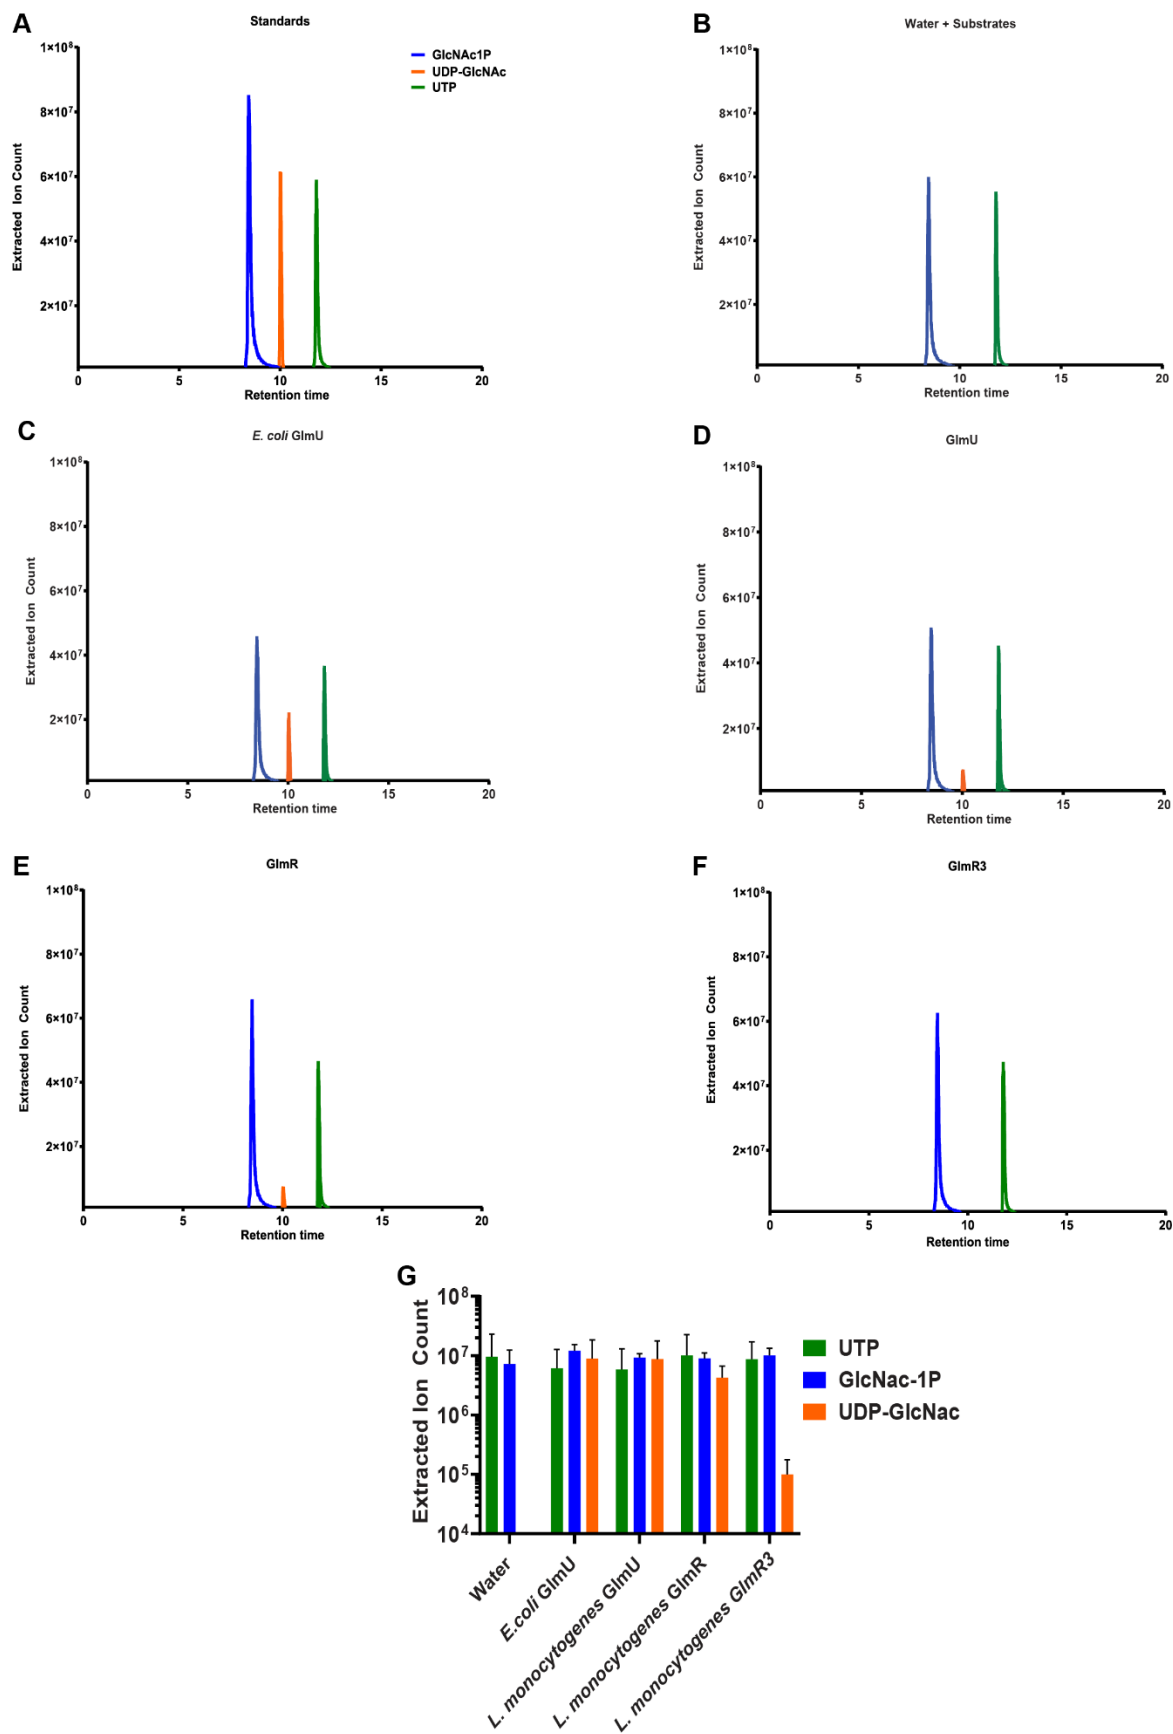 A
Standards
1×10⁸
8×10⁷
6×10⁷
4×10⁷
2×10⁷
Extracted Ion Count
0 5 10 15 20
Retention time
GlcNAc1P
UDP-GlcNAc
UTP
B
Water + Substrates
1×10⁸
8×10⁷
6×10⁷
4×10⁷
2×10⁷
Extracted Ion Count
0 5 10 15 20
Retention time
C
E. coli GlmU
1×10⁸
8×10⁷
6×10⁷
4×10⁷
2×10⁷
Extracted Ion Count
0 5 10 15 20
Retention time
D
GlmU
1×10⁸
8×10⁷
6×10⁷
4×10⁷
2×10⁷
Extracted Ion Count
0 5 10 15 20
Retention time
E
GlmR
1×10⁸
8×10⁷
6×10⁷
4×10⁷
2×10⁷
Extracted Ion Count
0 5 10 15 20
Retention time
F
GlmR3
1×10⁸
8×10⁷
6×10⁷
4×10⁷
2×10⁷
Extracted Ion Count
0 5 10 15 20
Retention time
G
10⁸
10⁷
10⁶
10⁵
10⁴
Extracted Ion Count
UTP
GlcNac-1P
UDP-GlcNac
Water
E.coli GlmU
L. monocytogenes GlmU
L. monocytogenes GlmR
L. monocytogenes GlmR3